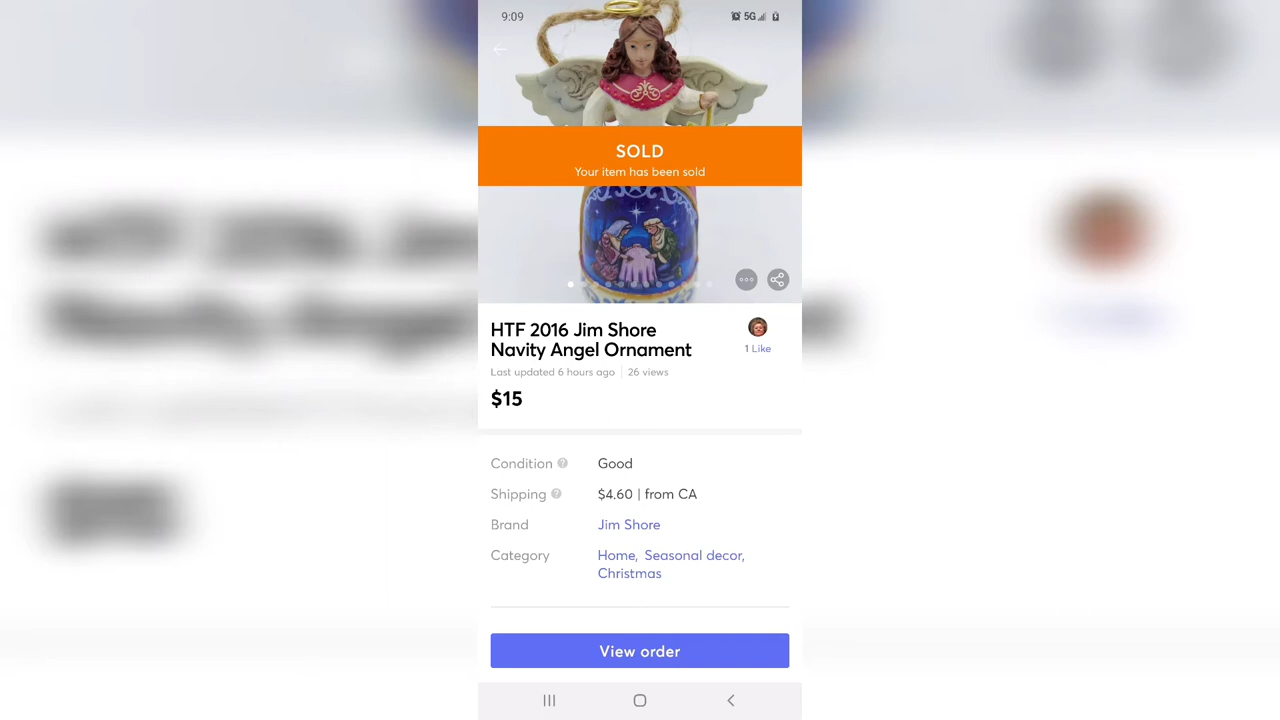 9:09
5G
SOLD
Your item has been sold
HTF 2016 Jim Shore
Navity Angel Ornament
1 Like
Last updated 6 hours ago | 26 views
$15
Condition ?
Good
Shipping ?
$4.60 | from CA
Brand
Jim Shore
Category
Home, Seasonal decor,
Christmas
View order